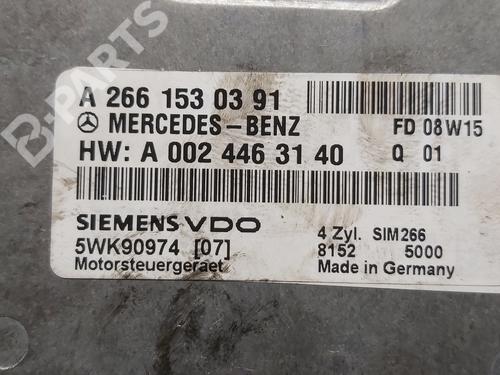 B-PARTS
A 266 153 03 91
MERCEDES-BENZ FD 08W15
HW: A 002 446 31 40 Q 01
SIEMENS VDO 4 Zyl. SIM266
5WK90974 [07] 8152 5000
Motorsteuergeraet Made in Germany